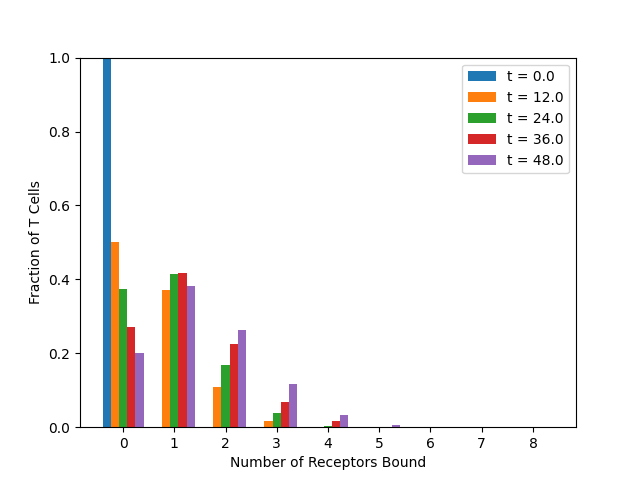 1.0
0.8
0.6
0.4
0.2
0.0
Fraction of T Cells
t = 0.0
t = 12.0
t = 24.0
t = 36.0
t = 48.0
0 1 2 3 4 5 6 7 8
Number of Receptors Bound